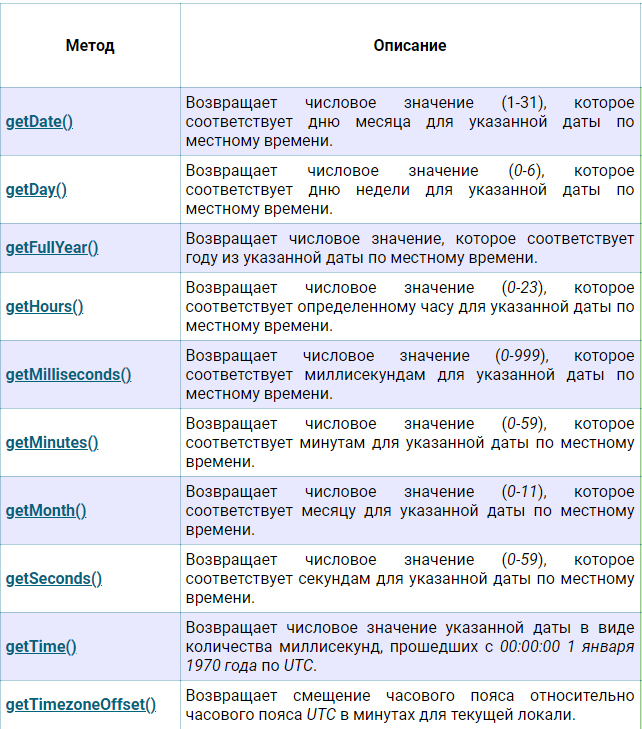 Метод
Описание
getDate()
Возвращает числовое значение (1-31), которое
соответствует дню месяца для указанной даты по
местному времени.
getDay()
Возвращает числовое значение (0-6), которое
соответствует дню недели для указанной даты по
местному времени.
getFullYear()
Возвращает числовое значение, которое соответствует
году из указанной даты по местному времени.
getHours()
Возвращает числовое значение (0-23), которое
соответствует определенному часу для указанной даты по
местному времени.
getMilliseconds()
Возвращает числовое значение (0-999), которое
соответствует миллисекундам для указанной даты по
местному времени.
getMinutes()
Возвращает числовое значение (0-59), которое
соответствует минутам для указанной даты по местному
времени.
getMonth()
Возвращает числовое значение (0-11), которое
соответствует месяцу для указанной даты по местному
времени.
getSeconds()
Возвращает числовое значение (0-59), которое
соответствует секундам для указанной даты по местному
времени.
getTime()
Возвращает числовое значение указанной даты в виде
количества миллисекунд, прошедших с 00:00:00 1 января
1970 года по UTC.
getTimezoneOffset()
Возвращает смещение часового пояса относительно
часового пояса UTC в минутах для текущей локали.